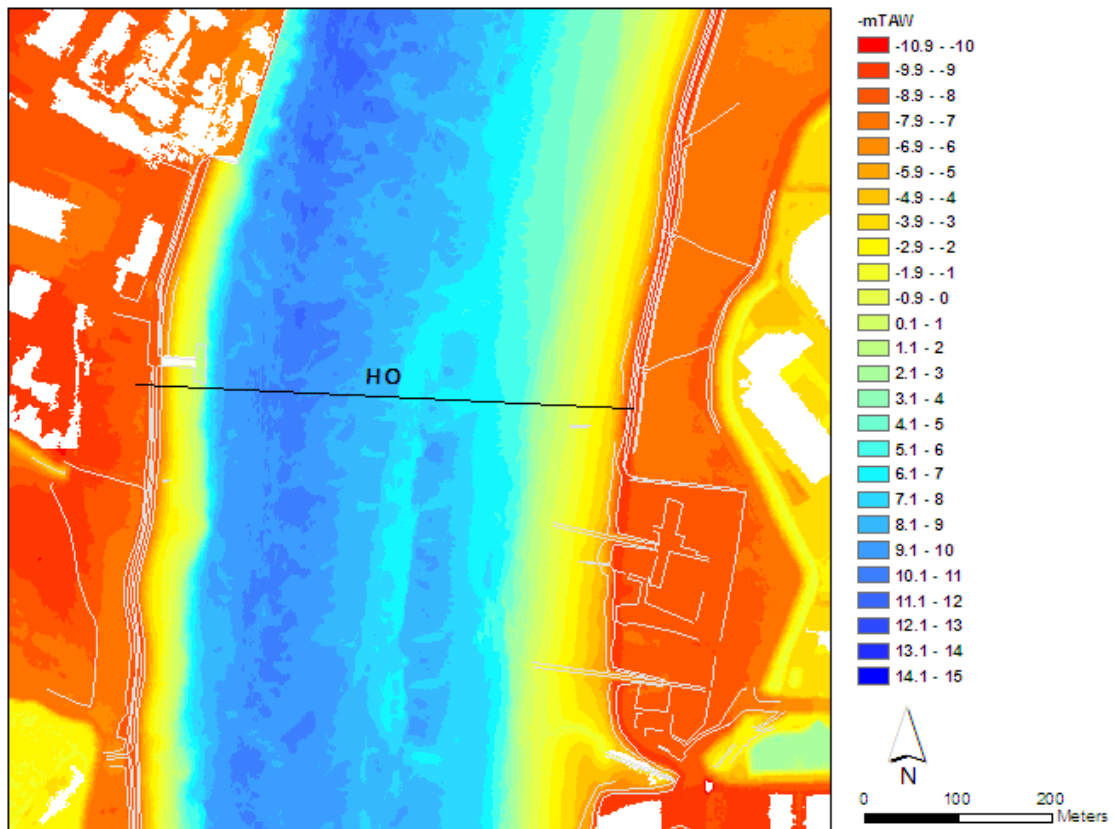 -mTAW
-10.9 - -10
-9.9 - -9
-8.9 - -8
-7.9 - -7
-6.9 - -6
-5.9 - -5
-4.9 - -4
-3.9 - -3
-2.9 - -2
-1.9 - -1
-0.9 - 0
0.1 - 1
1.1 - 2
2.1 - 3
3.1 - 4
4.1 - 5
5.1 - 6
6.1 - 7
7.1 - 8
8.1 - 9
9.1 - 10
10.1 - 11
11.1 - 12
12.1 - 13
13.1 - 14
14.1 - 15
HO
N
0 100 200
Meters